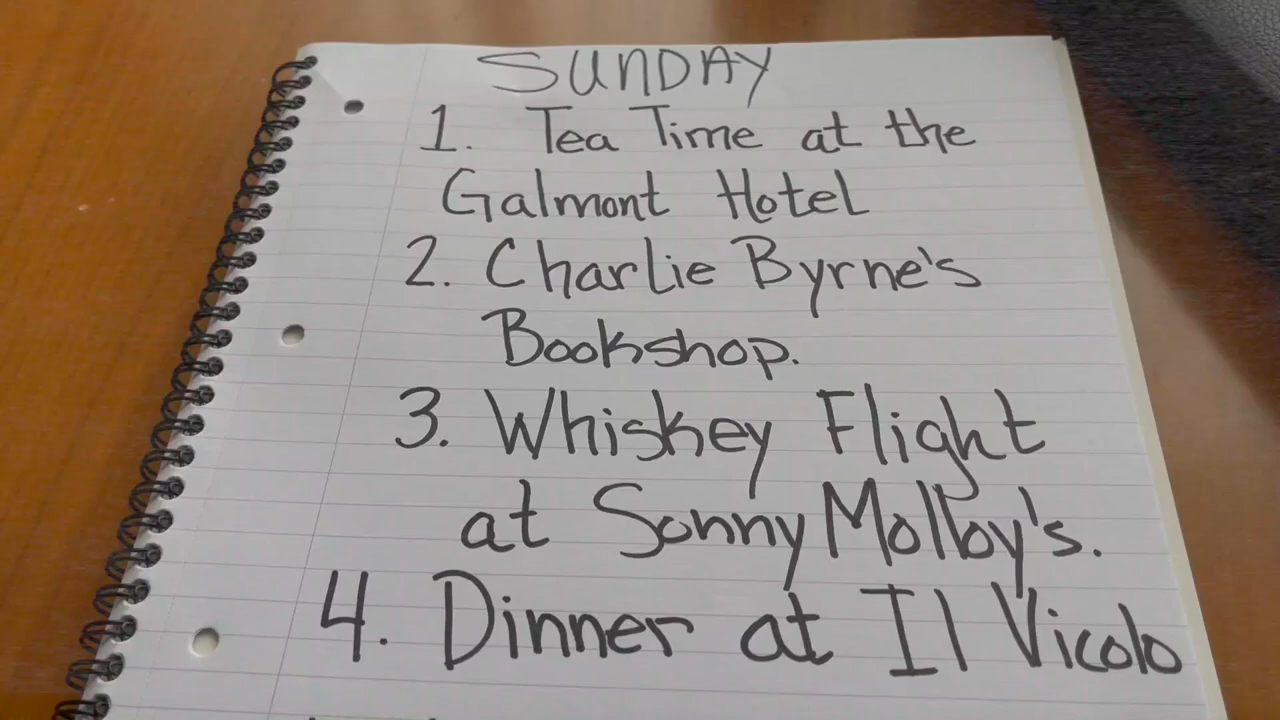 SUNDAY
1. Tea Time at the
Galmont Hotel
2. Charlie Byrne's
Bookshop.
3. Whiskey Flight
at Sonny Molby's.
4. Dinner at Il Vicolo